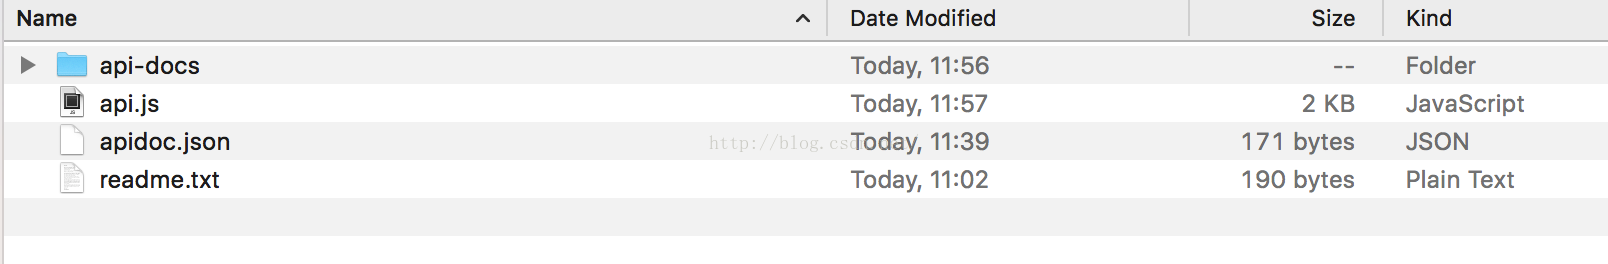 Name Date Modified Size Kind
api-docs Today, 11:56 -- Folder
api.js Today, 11:57 2 KB JavaScript
apidoc.json http://blog.csdn. Today, 11:39 171 bytes JSON
readme.txt Today, 11:02 190 bytes Plain Text